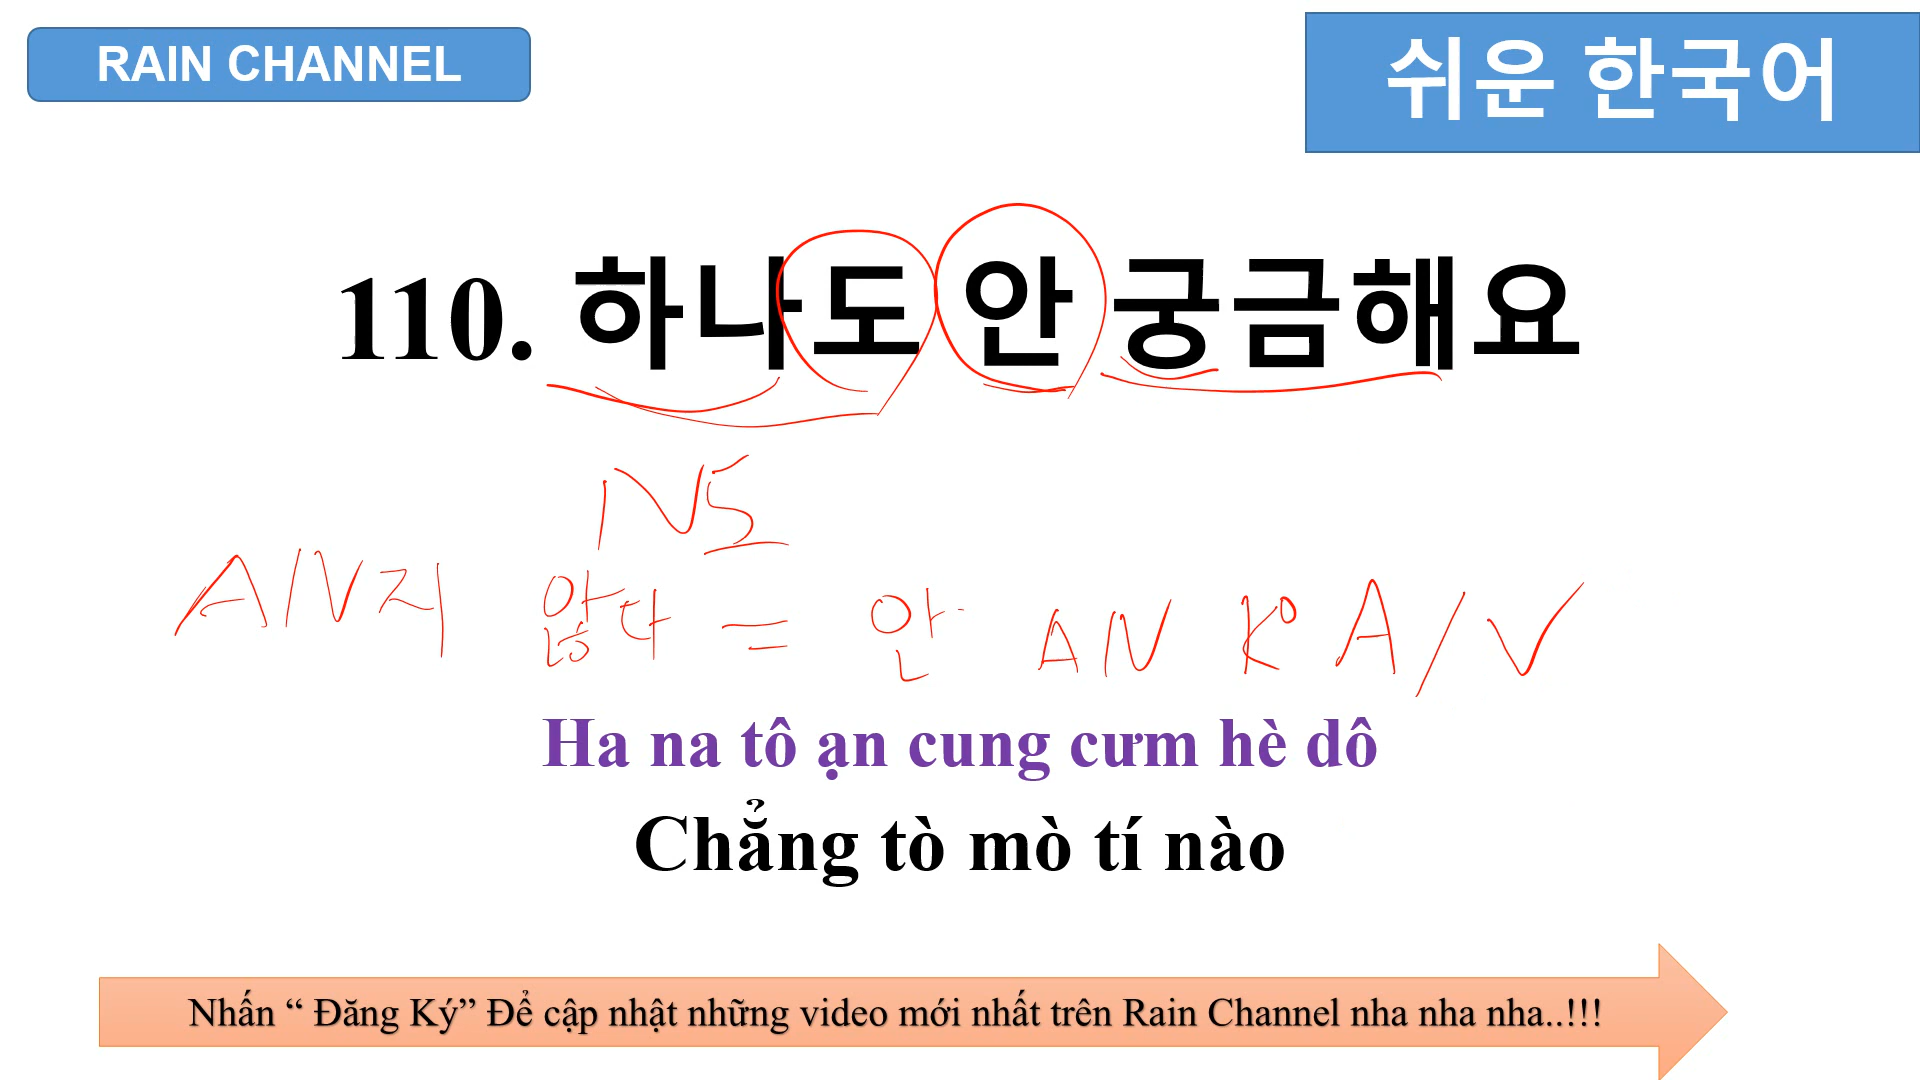 RAIN CHANNEL
쉬운 한국어
110. 하나도 안 궁금해요
N도
A/V지 않다 = 안 A/V K⁰ A/V
Ha na tô ạn cung cưm hè dô
Chẳng tò mò tí nào
Nhấn “ Đăng Ký” Để cập nhật những video mới nhất trên Rain Channel nha nha nha..!!!